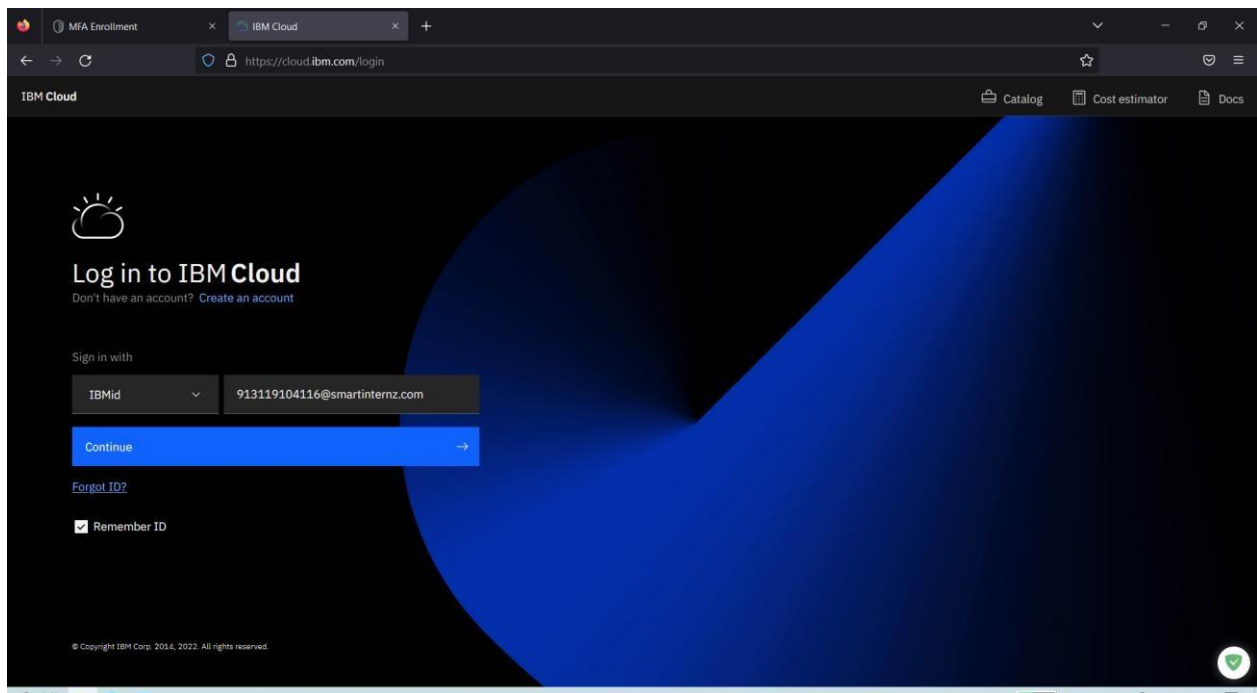 MFA Enrollment
IBM Cloud
https://cloud.ibm.com/login
IBM Cloud
Catalog
Cost estimator
Docs
Log in to IBM Cloud
Don't have an account? Create an account
Sign in with
IBMid
913119104116@smartinternz.com
Continue
Forgot ID?
Remember ID
© Copyright IBM Corp. 2014, 2022. All rights reserved.